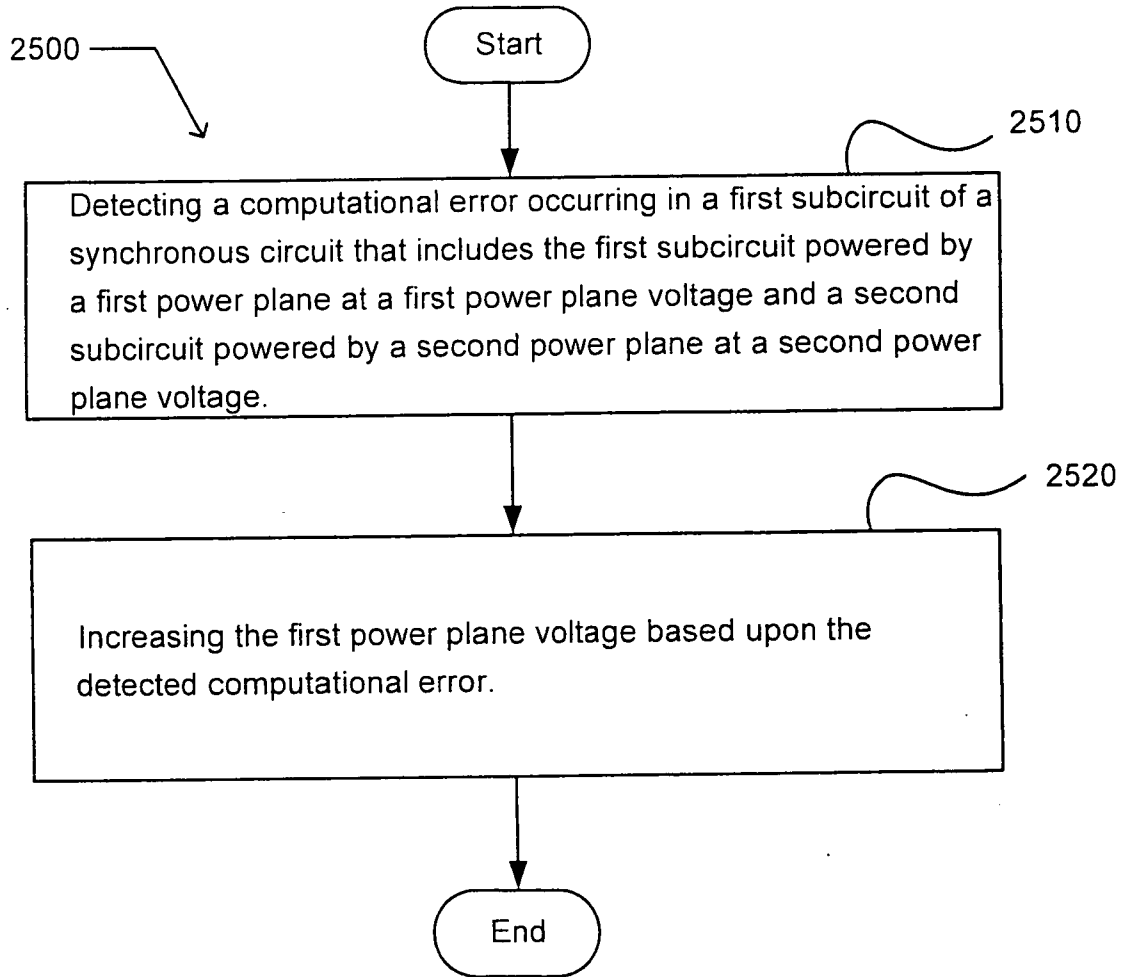 2500
Start
2510
Detecting a computational error occurring in a first subcircuit of a
synchronous circuit that includes the first subcircuit powered by
a first power plane at a first power plane voltage and a second
subcircuit powered by a second power plane at a second power
plane voltage.
2520
Increasing the first power plane voltage based upon the
detected computational error.
End